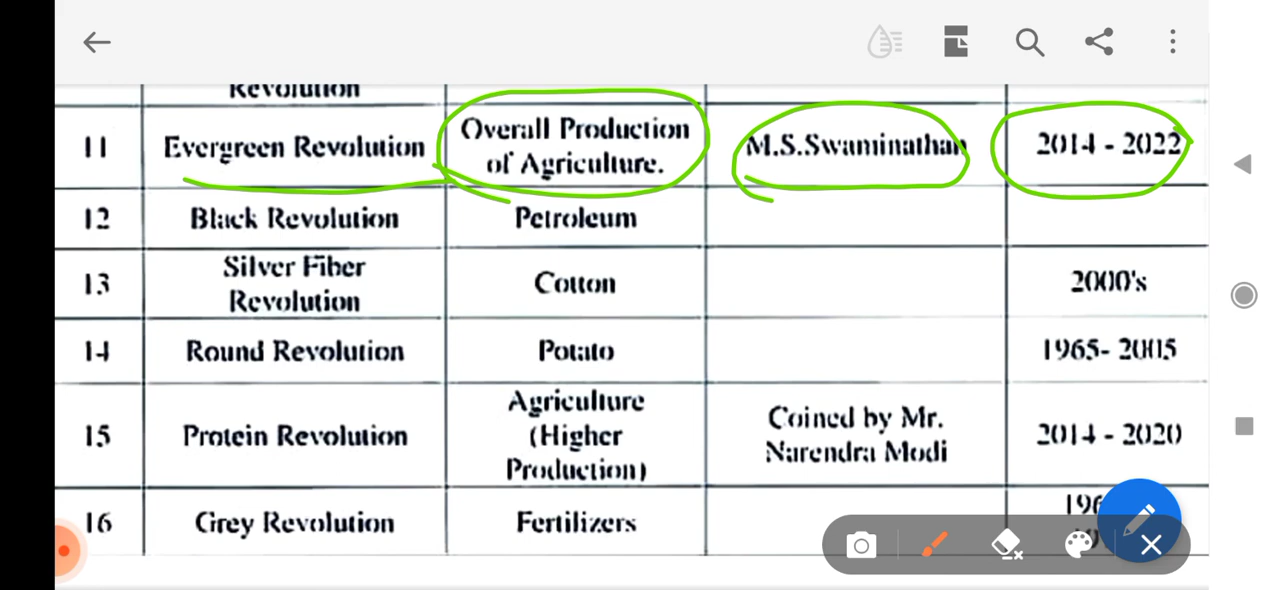 Revolution
11 Evergreen Revolution Overall Production of Agriculture. M.S.Swaminathan 2014 - 2022
12 Black Revolution Petroleum
13 Silver Fiber Revolution Cotton 2000's
14 Round Revolution Potato 1965- 2005
15 Protein Revolution Agriculture (Higher Production) Coined by Mr. Narendra Modi 2014 - 2020
16 Grey Revolution Fertilizers